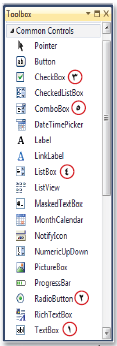 Toolbox
Common Controls
Pointer
Button
CheckBox ٣
CheckedListBox
ComboBox ٥
DateTimePicker
Label
LinkLabel
ListBox ٤
ListView
MaskedTextBox
MonthCalendar
NotifyIcon
NumericUpDown
PictureBox
ProgressBar
RadioButton ٢
RichTextBox
TextBox ١